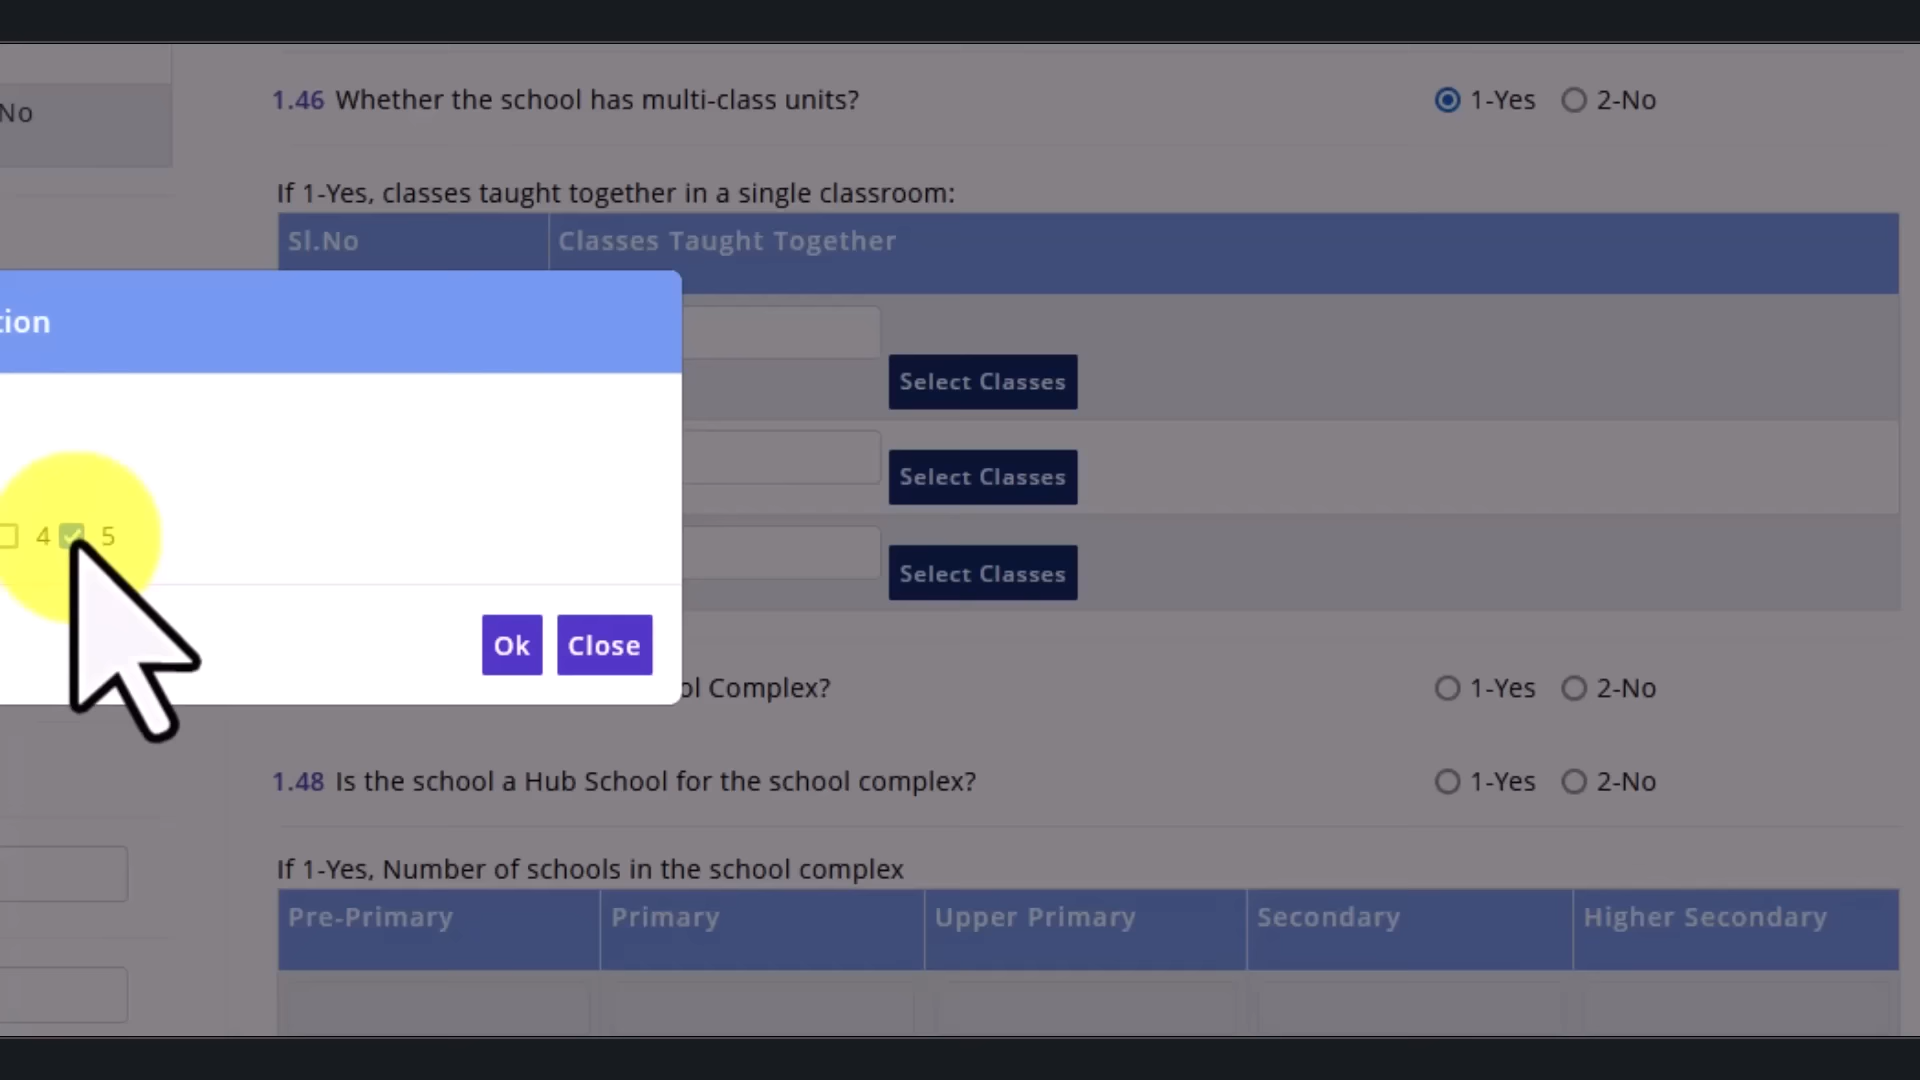 No
1.46 Whether the school has multi-class units? 1-Yes 2-No
If 1-Yes, classes taught together in a single classroom:
Sl.No Classes Taught Together
tion
Select Classes
Select Classes
4 5
Select Classes
Ok Close
ol Complex? 1-Yes 2-No
1.48 Is the school a Hub School for the school complex? 1-Yes 2-No
If 1-Yes, Number of schools in the school complex
Pre-Primary Primary Upper Primary Secondary Higher Secondary